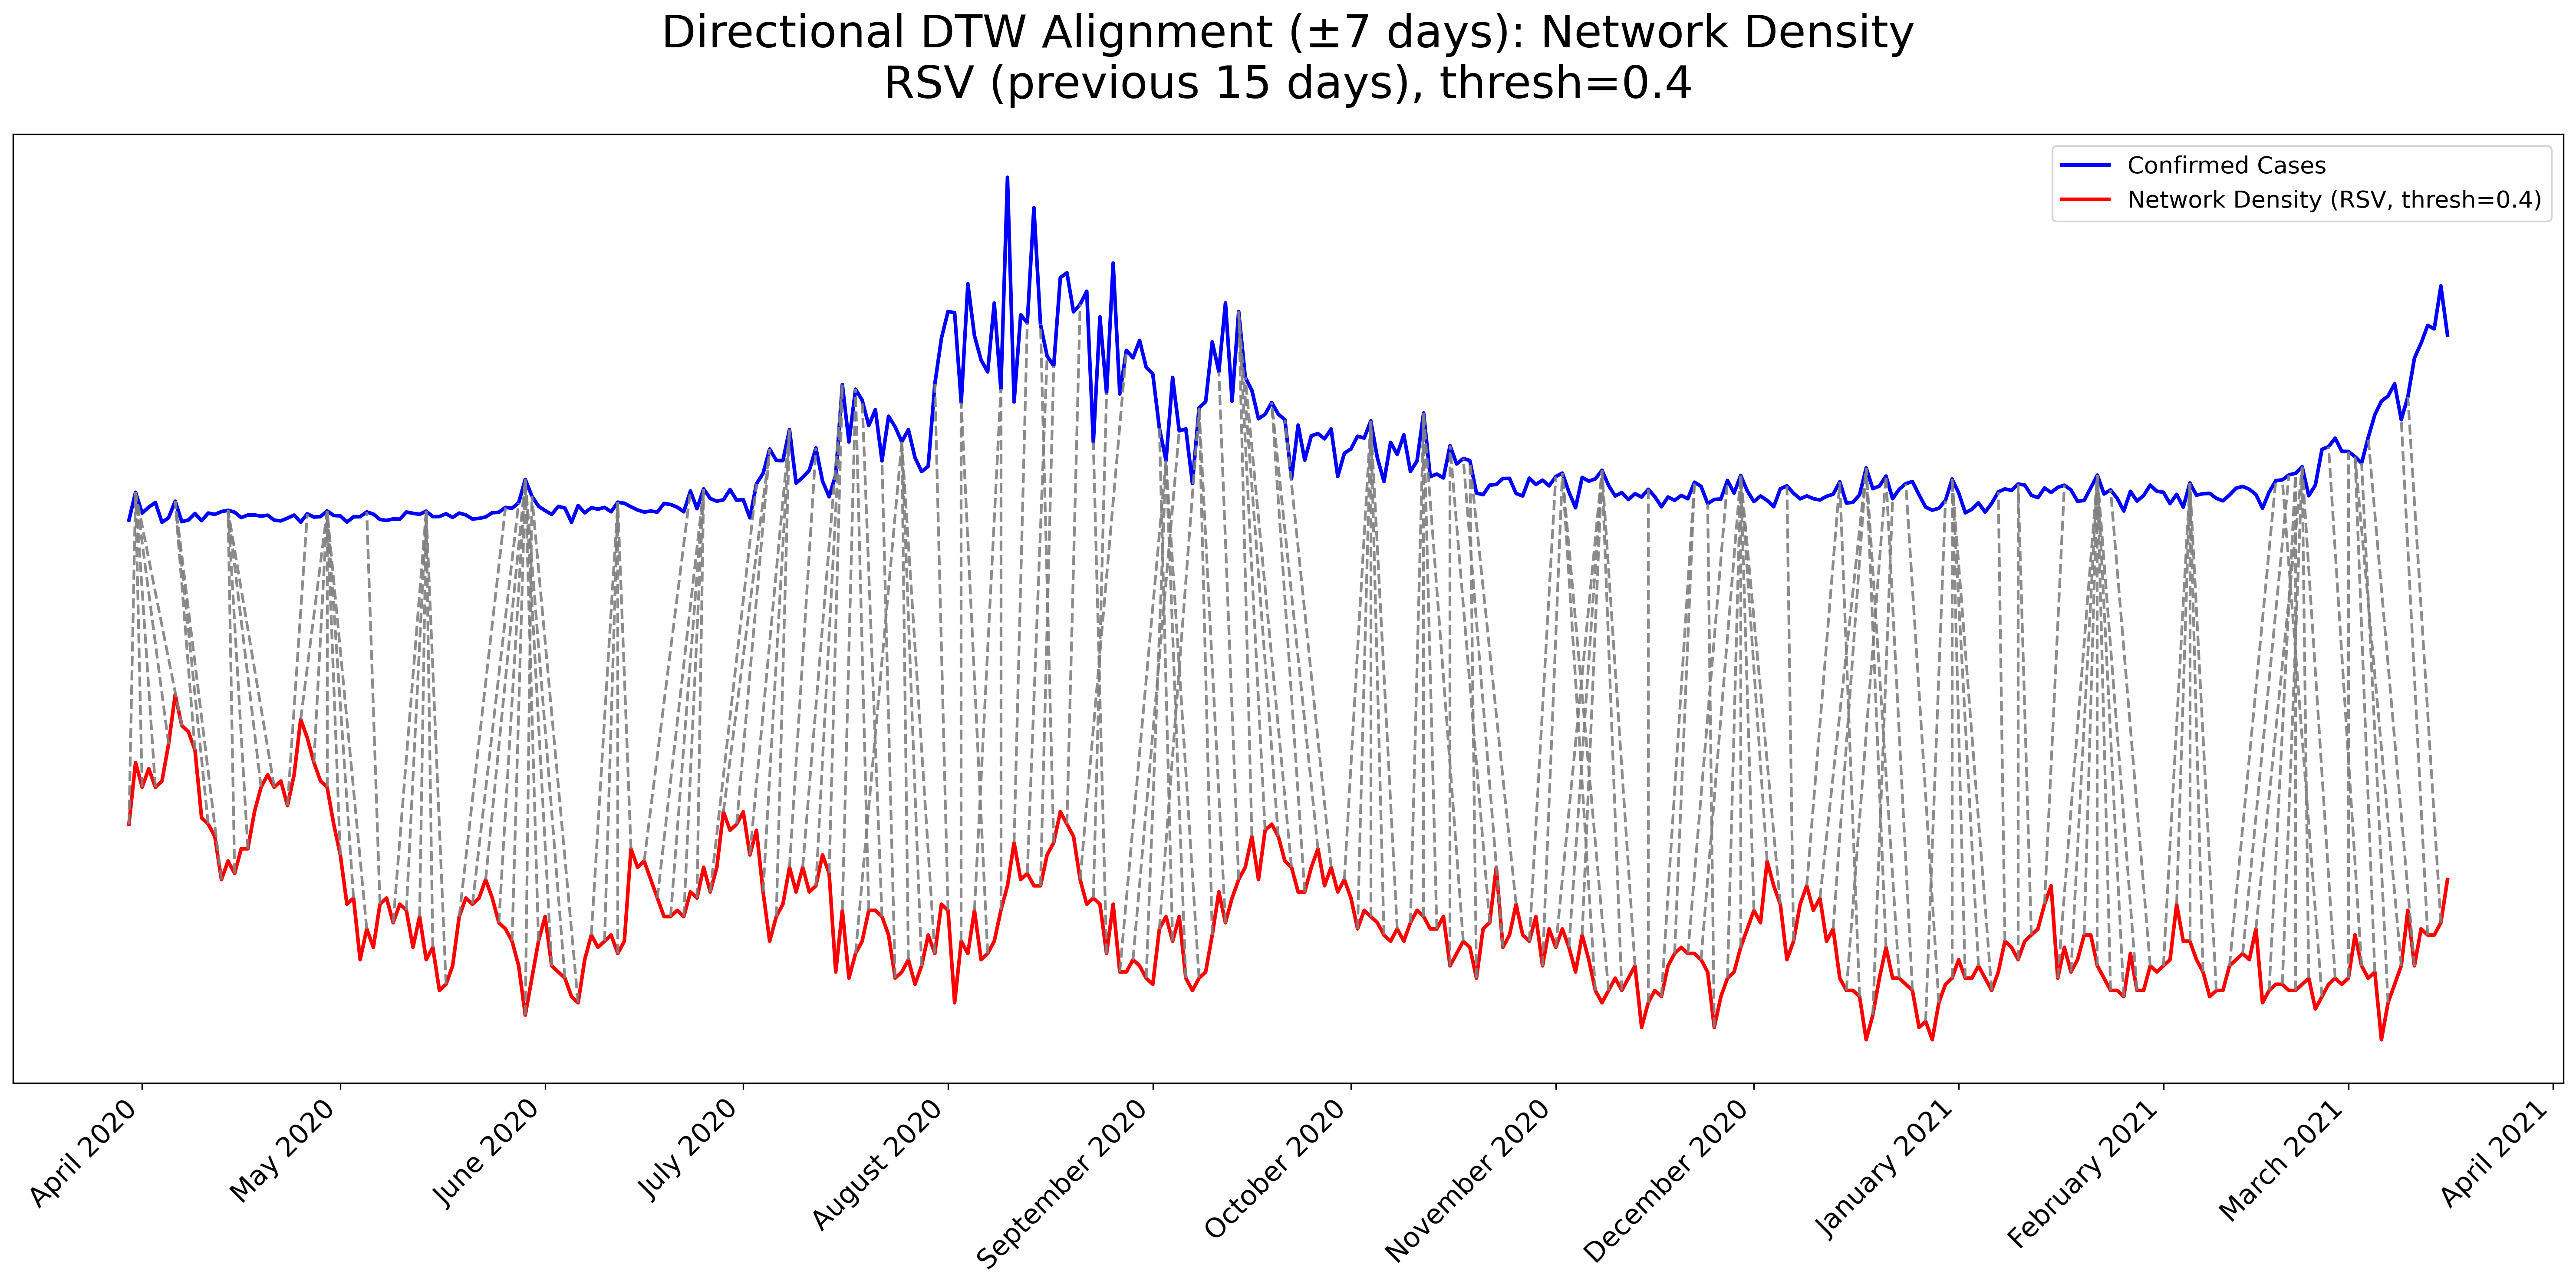 Directional DTW Alignment (±7 days): Network Density
RSV (previous 15 days), thresh=0.4
Confirmed Cases
Network Density (RSV, thresh=0.4)
April 2020
May 2020
June 2020
July 2020
August 2020
September 2020
October 2020
November 2020
December 2020
January 2021
February 2021
March 2021
April 2021